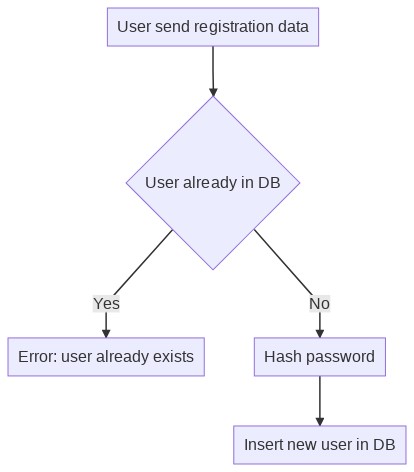 User send registration data
User already in DB
Yes
No
Error: user already exists
Hash password
Insert new user in DB